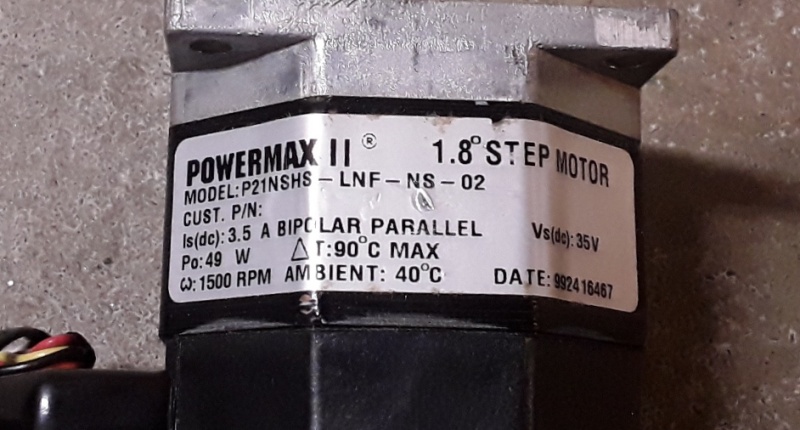 POWERMAX II ® 1.8° STEP MOTOR
MODEL: P21NSHS - LNF - NS - 02
CUST. P/N:
Is(dc): 3.5 A BIPOLAR PARALLEL Vs(dc): 35V
Po: 49 W △T: 90°C MAX
ω: 1500 RPM AMBIENT: 40°C DATE: 992416467